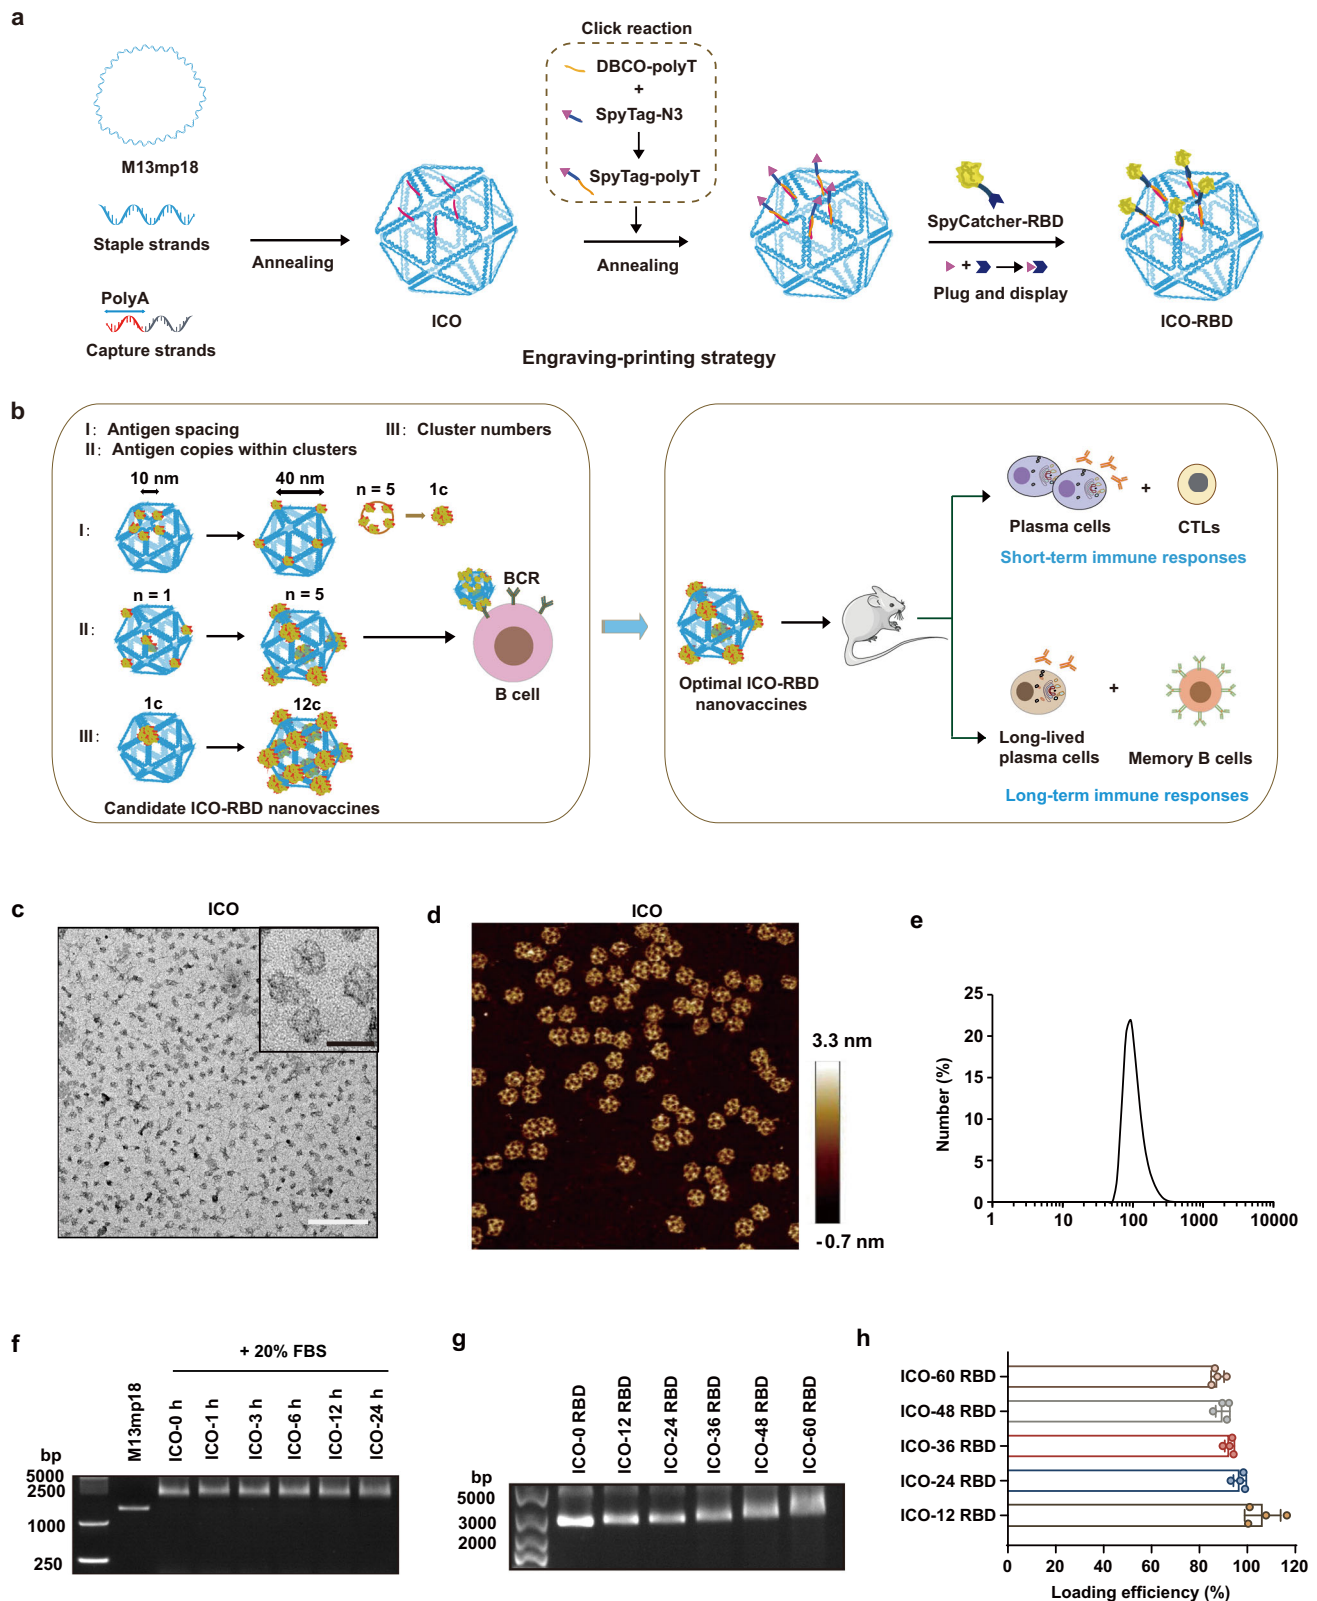 a
Click reaction
DBCO-polyT
+
SpyTag-N3
SpyTag-polyT
M13mp18
Staple strands
PolyA
Capture strands
Annealing
ICO
Annealing
SpyCatcher-RBD
+
Plug and display
ICO-RBD
Engraving-printing strategy
b
I: Antigen spacing
III: Cluster numbers
II: Antigen copies within clusters
10 nm
40 nm
n = 5
1c
I:
n = 1
n = 5
II:
BCR
B cell
1c
12c
III:
Candidate ICO-RBD nanovaccines
Optimal ICO-RBD
nanovaccines
+
Plasma cells
CTLs
Short-term immune responses
+
Long-lived
plasma cells
Memory B cells
Long-term immune responses
c
ICO
d
ICO
3.3 nm
-0.7 nm
e
Number (%)
25
20
15
10
5
0
1
10
100
1000
10000
f
+ 20% FBS
M13mp18
ICO-0 h
ICO-1 h
ICO-3 h
ICO-6 h
ICO-12 h
ICO-24 h
bp
5000
2500
1000
250
g
ICO-0 RBD
ICO-12 RBD
ICO-24 RBD
ICO-36 RBD
ICO-48 RBD
ICO-60 RBD
bp
5000
3000
2000
h
ICO-60 RBD
ICO-48 RBD
ICO-36 RBD
ICO-24 RBD
ICO-12 RBD
0
20
40
60
80
100
120
Loading efficiency (%)